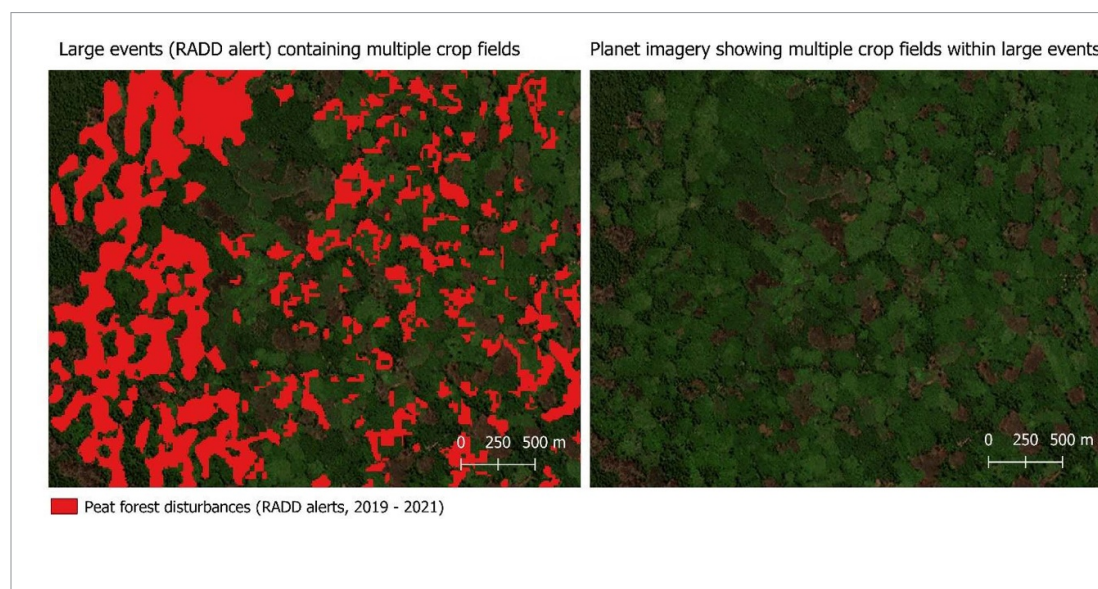 Large events (RADD alert) containing multiple crop fields
Planet imagery showing multiple crop fields within large events
0 250 500 m
0 250 500 m
Peat forest disturbances (RADD alerts, 2019 - 2021)